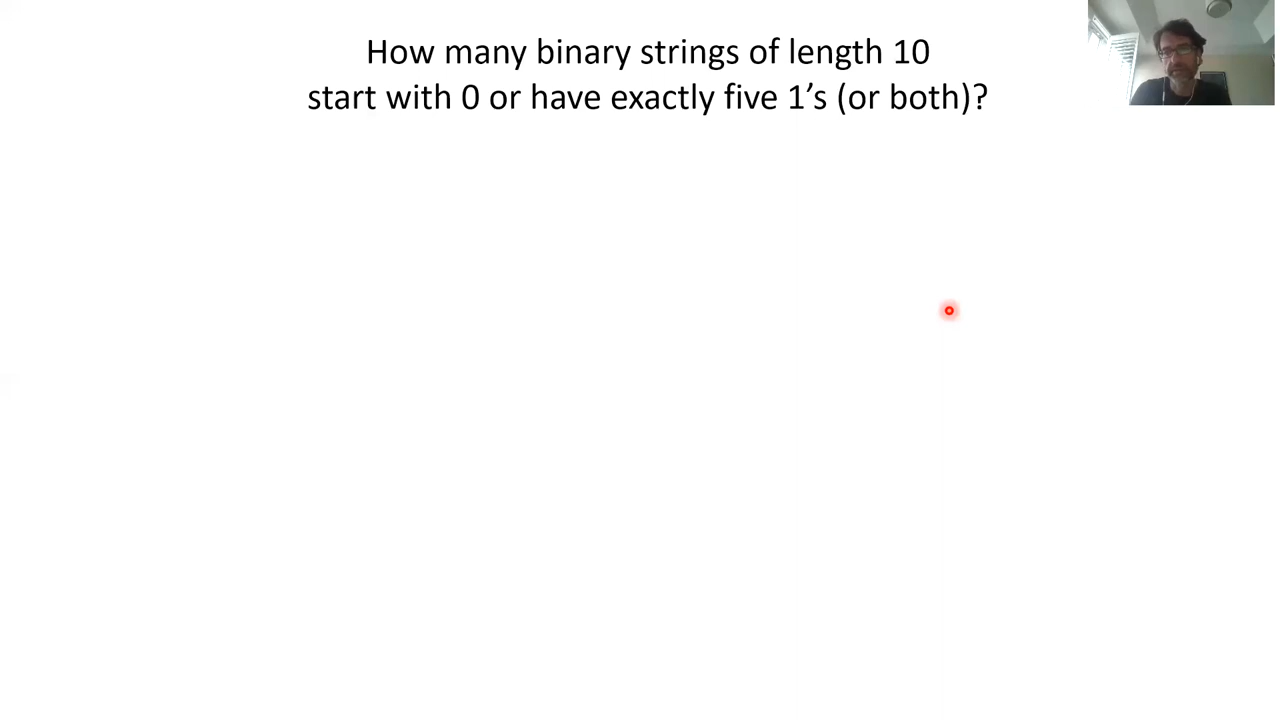 How many binary strings of length 10
start with 0 or have exactly five 1’s (or both)?